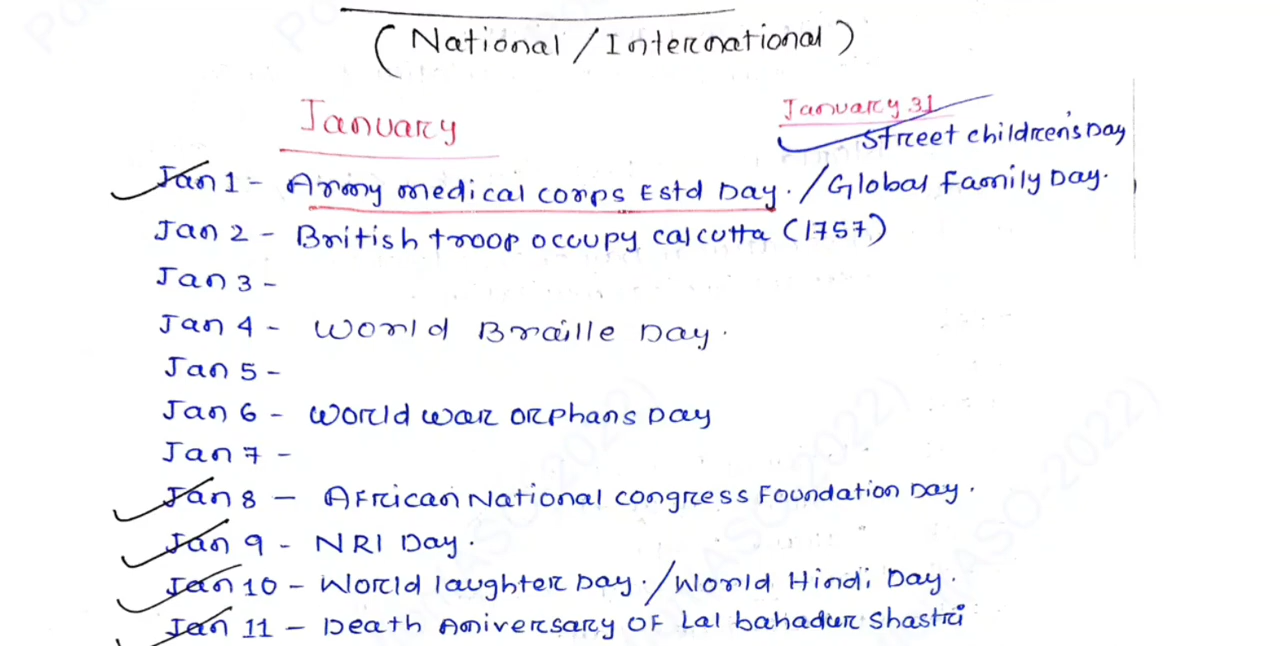 (National/International)
January
January 31
Street children's Day
Jan 1 - Army medical corps Estd Day. /Global Family Day.
Jan 2 - British troop occupy calcutta (1757)
Jan 3 -
Jan 4 - World Braille Day.
Jan 5 -
Jan 6 - World war orphans Day
Jan 7 -
Jan 8 - African National congress Foundation Day.
Jan 9 - NRI Day.
Jan 10 - World laughter Day. /World Hindi Day.
Jan 11 - Death Aniversary OF Lal bahadur shastri